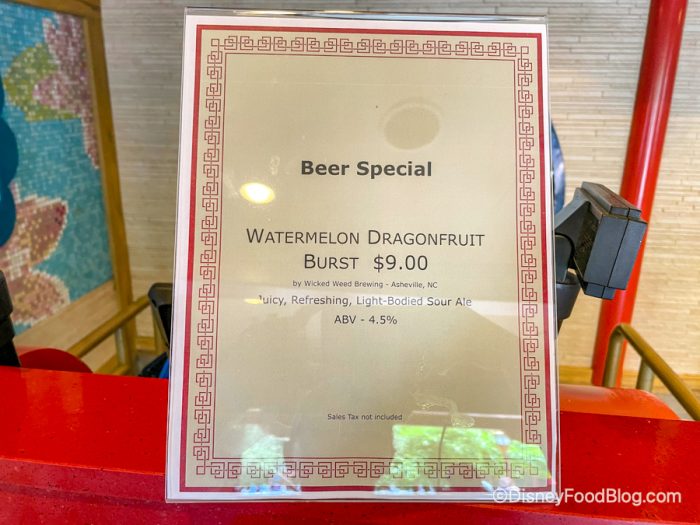 Beer Special
WATERMELON DRAGONFRUIT
BURST $9.00
by Wicked Weed Brewing - Asheville, NC
Juicy, Refreshing, Light-Bodied Sour Ale
ABV - 4.5%
Sales Tax not included
©DisneyFoodBlog.com